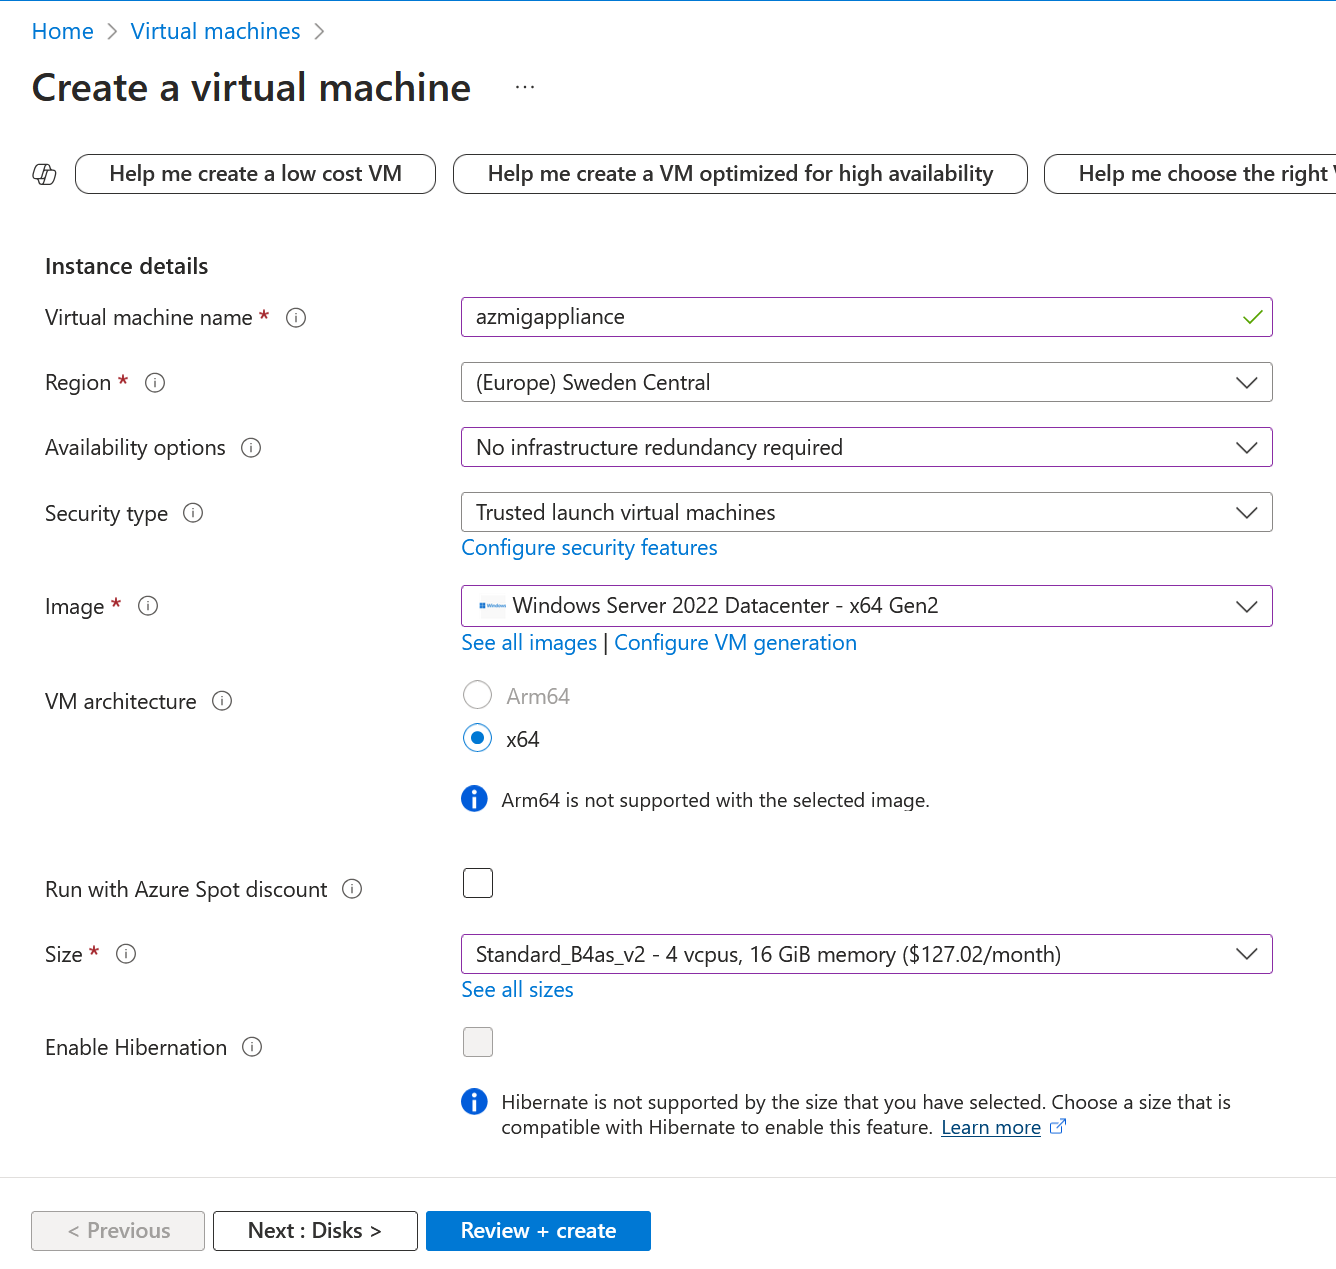 Home > Virtual machines >
Create a virtual machine ...
Help me create a low cost VM Help me create a VM optimized for high availability Help me choose the right
Instance details
Virtual machine name * azmigappliance
Region * (Europe) Sweden Central
Availability options No infrastructure redundancy required
Security type Trusted launch virtual machines
Configure security features
Image * Windows Server 2022 Datacenter - x64 Gen2
See all images | Configure VM generation
VM architecture Arm64
x64
Arm64 is not supported with the selected image.
Run with Azure Spot discount
Size * Standard_B4as_v2 - 4 vcpus, 16 GiB memory ($127.02/month)
See all sizes
Enable Hibernation
Hibernate is not supported by the size that you have selected. Choose a size that is
compatible with Hibernate to enable this feature. Learn more
< Previous Next : Disks > Review + create